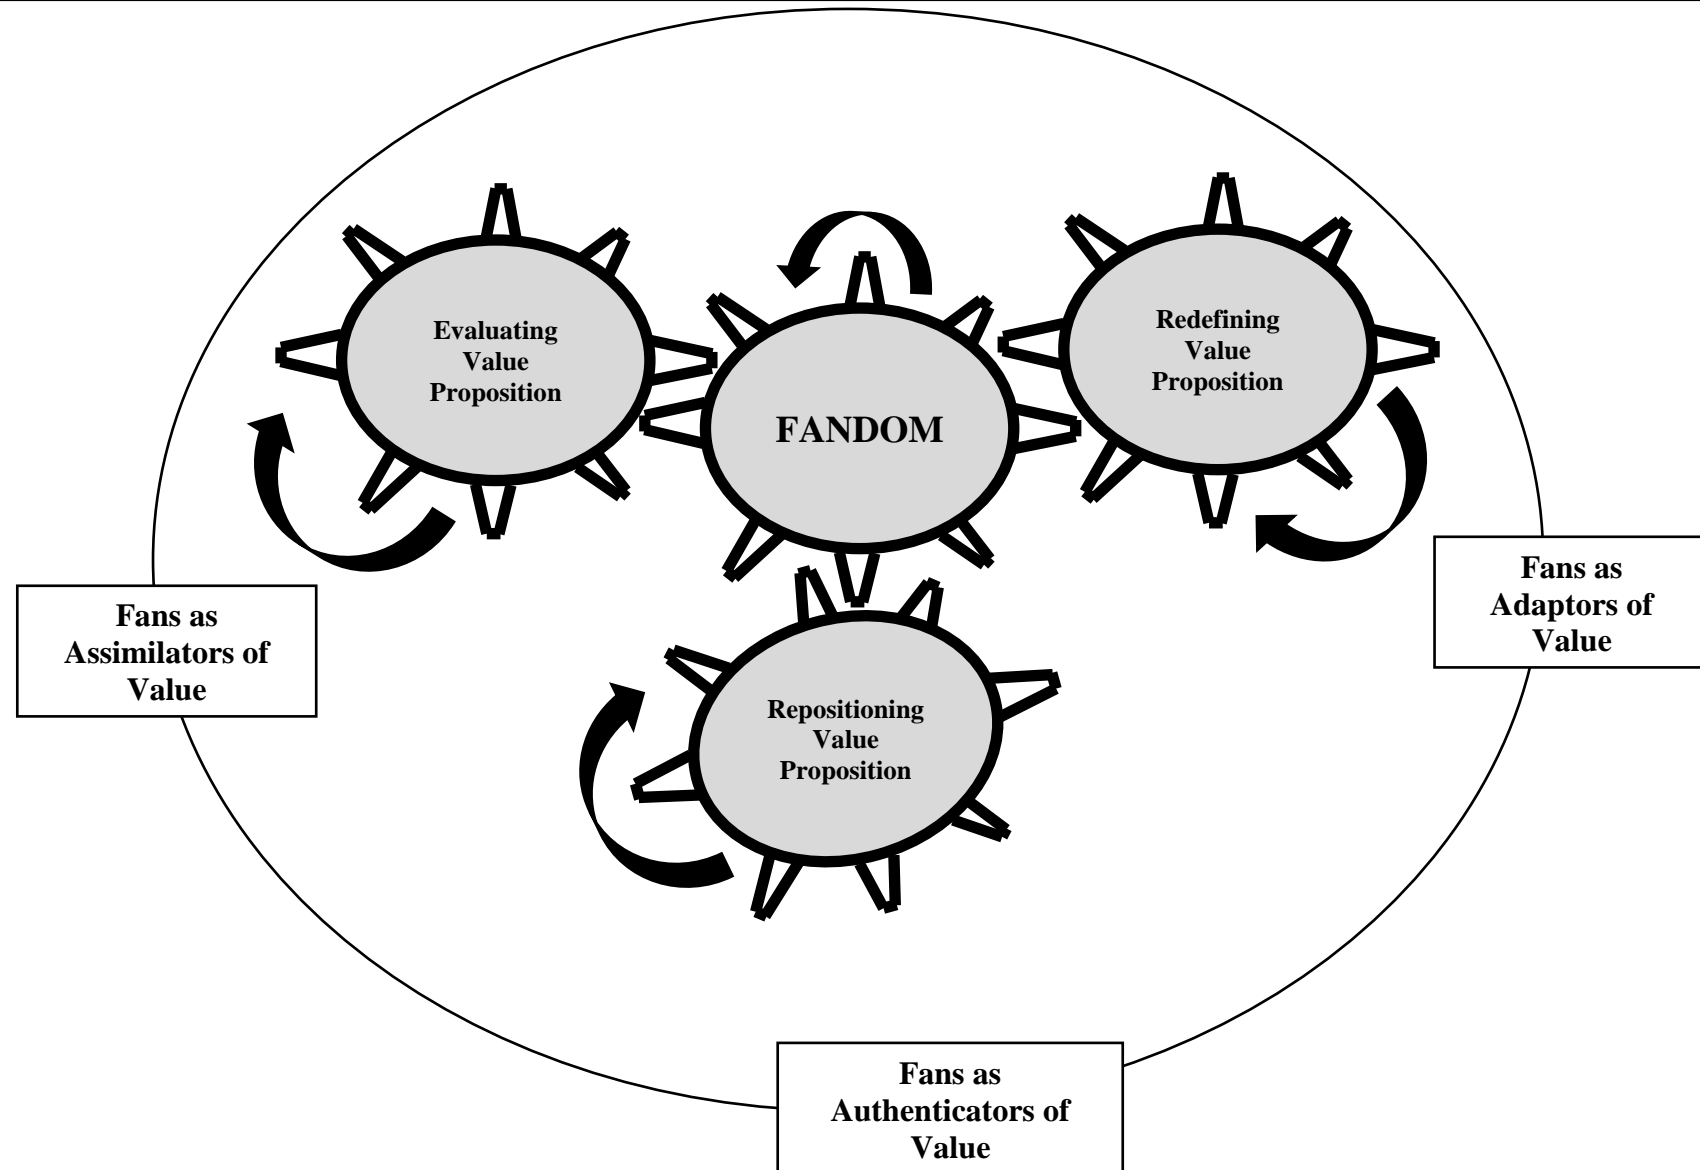 Evaluating
Value
Proposition
FANDOM
Redefining
Value
Proposition
Fans as
Assimilators of
Value
Fans as
Adaptors of
Value
Repositioning
Value
Proposition
Fans as
Authenticators of
Value